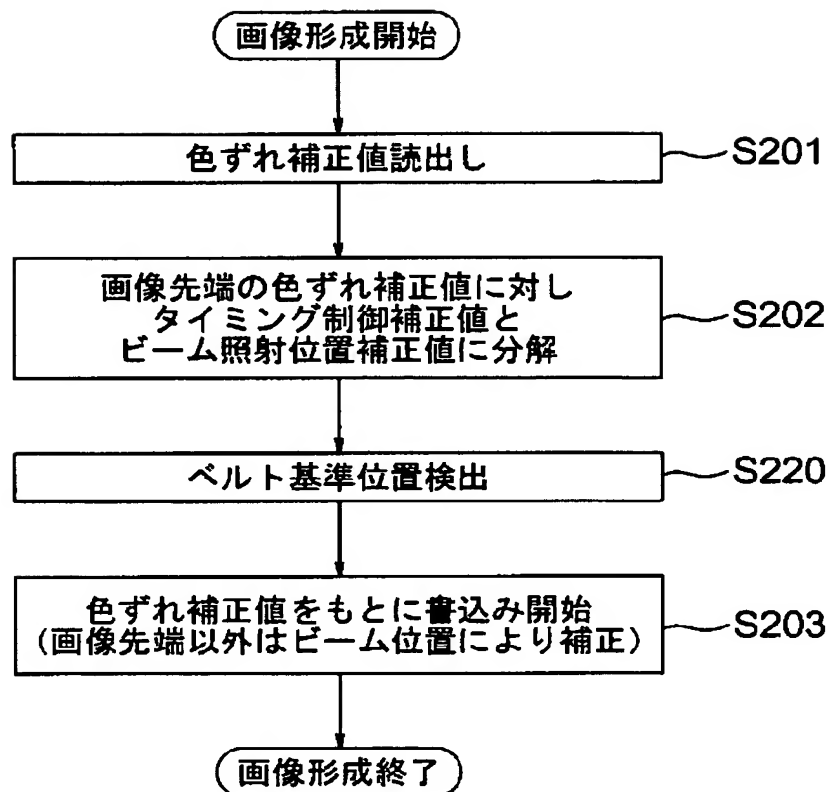 画像形成開始
色ずれ補正値読出し
S201
画像先端の色ずれ補正値に対し
タイミング制御補正値と
ビーム照射位置補正値に分解
S202
ベルト基準位置検出
S220
色ずれ補正値をもとに書込み開始
(画像先端以外はビーム位置により補正)
S203
画像形成終了